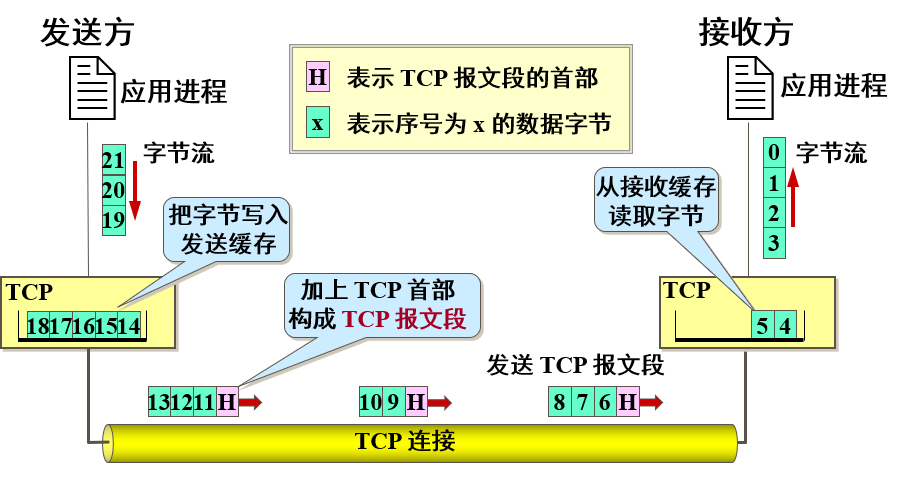 发送方
接收方
应用进程
H 表示 TCP 报文段的首部
x 表示序号为 x 的数据字节
应用进程
21
20
19
字节流
0
1
2
3
字节流
把字节写入
发送缓存
从接收缓存
读取字节
TCP
18 17 16 15 14
加上 TCP 首部
构成 TCP 报文段
TCP
5 4
发送 TCP 报文段
13 12 11 H
10 9 H
8 7 6 H
TCP 连接